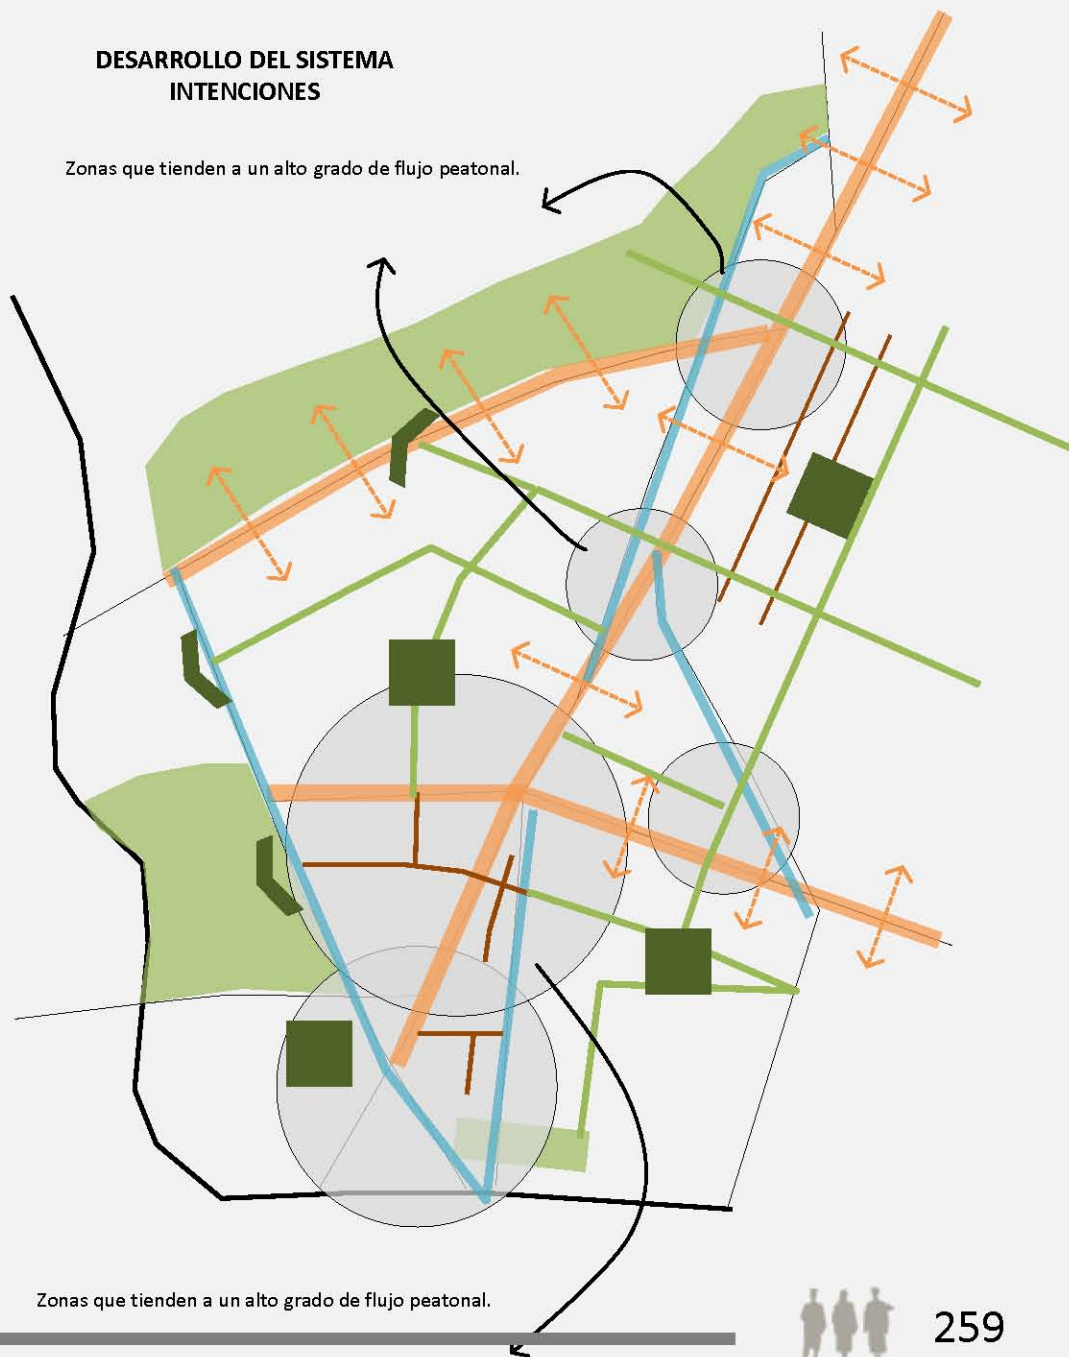 DESARROLLO DEL SISTEMA
INTENCIONES
Zonas que tienden a un alto grado de flujo peatonal.
Zonas que tienden a un alto grado de flujo peatonal.
259